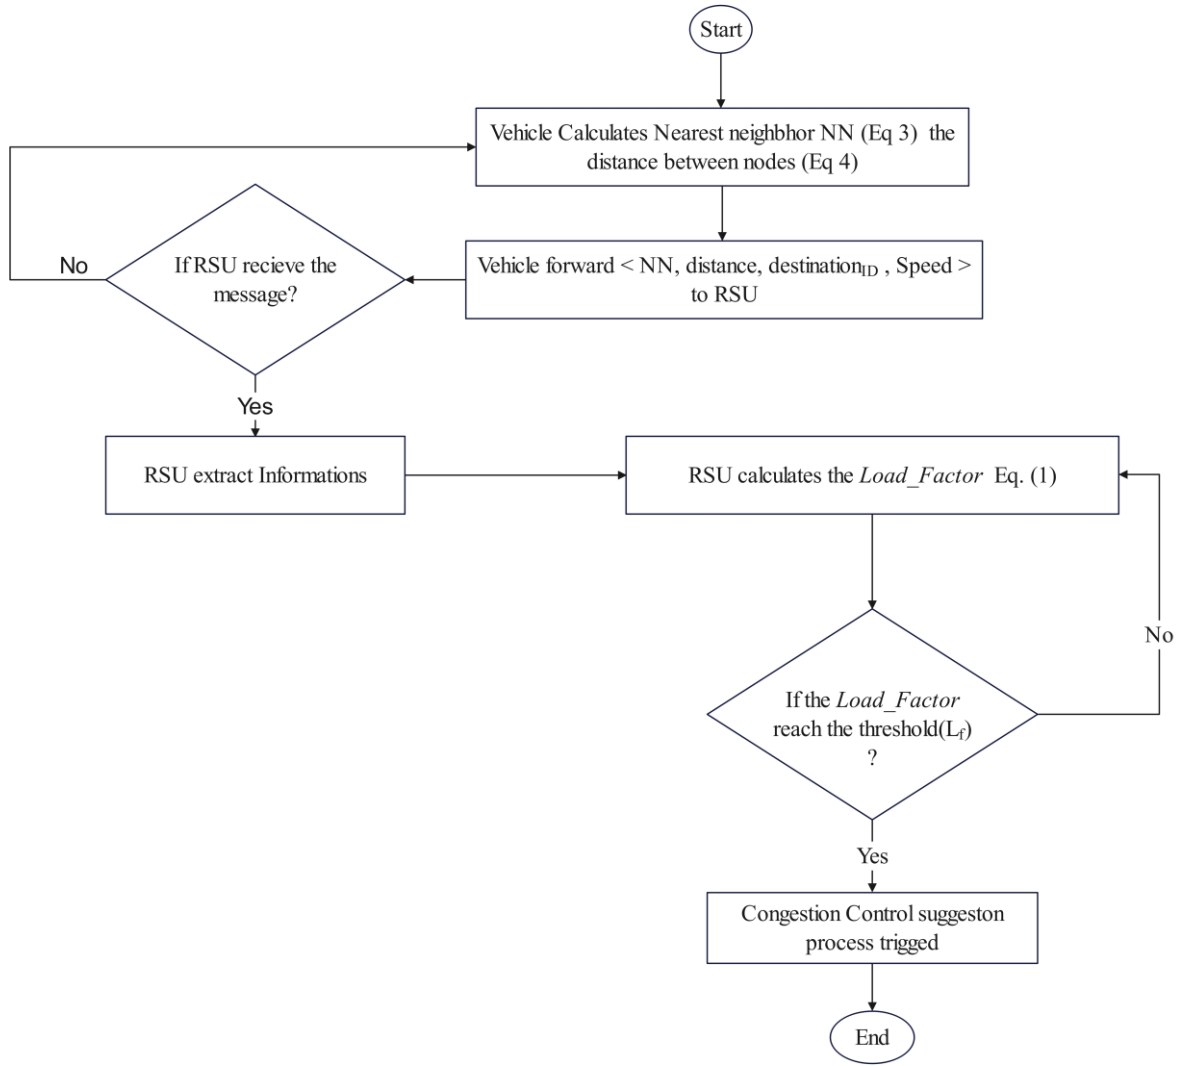 Start
Vehicle Calculates Nearest neighbhor NN (Eq 3) the
distance between nodes (Eq 4)
Vehicle forward < NN, distance, destinationID , Speed >
to RSU
If RSU recieve the
message?
No
Yes
RSU extract Informations
RSU calculates the Load_Factor Eq. (1)
If the Load_Factor
reach the threshold(Lf)
?
No
Yes
Congestion Control suggeston
process trigged
End